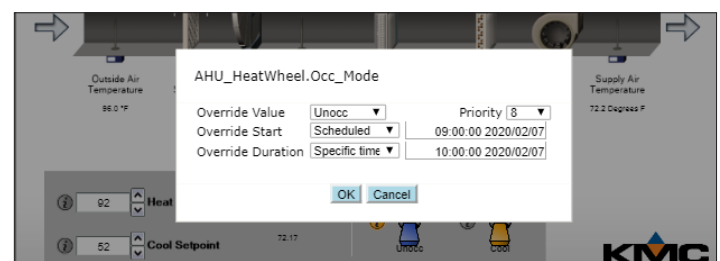 AHU_HeatWheel.Occ_Mode
Outside Air
Temperature
96.0 °F
Supply Air
Temperature
72.2 Degrees F
Override Value Unocc Priority 8
Override Start Scheduled 09:00:00 2020/02/07
Override Duration Specific time 10:00:00 2020/02/07
OK Cancel
92 Heat
52 Cool Setpoint 72.17 Unocc Cool
KMC